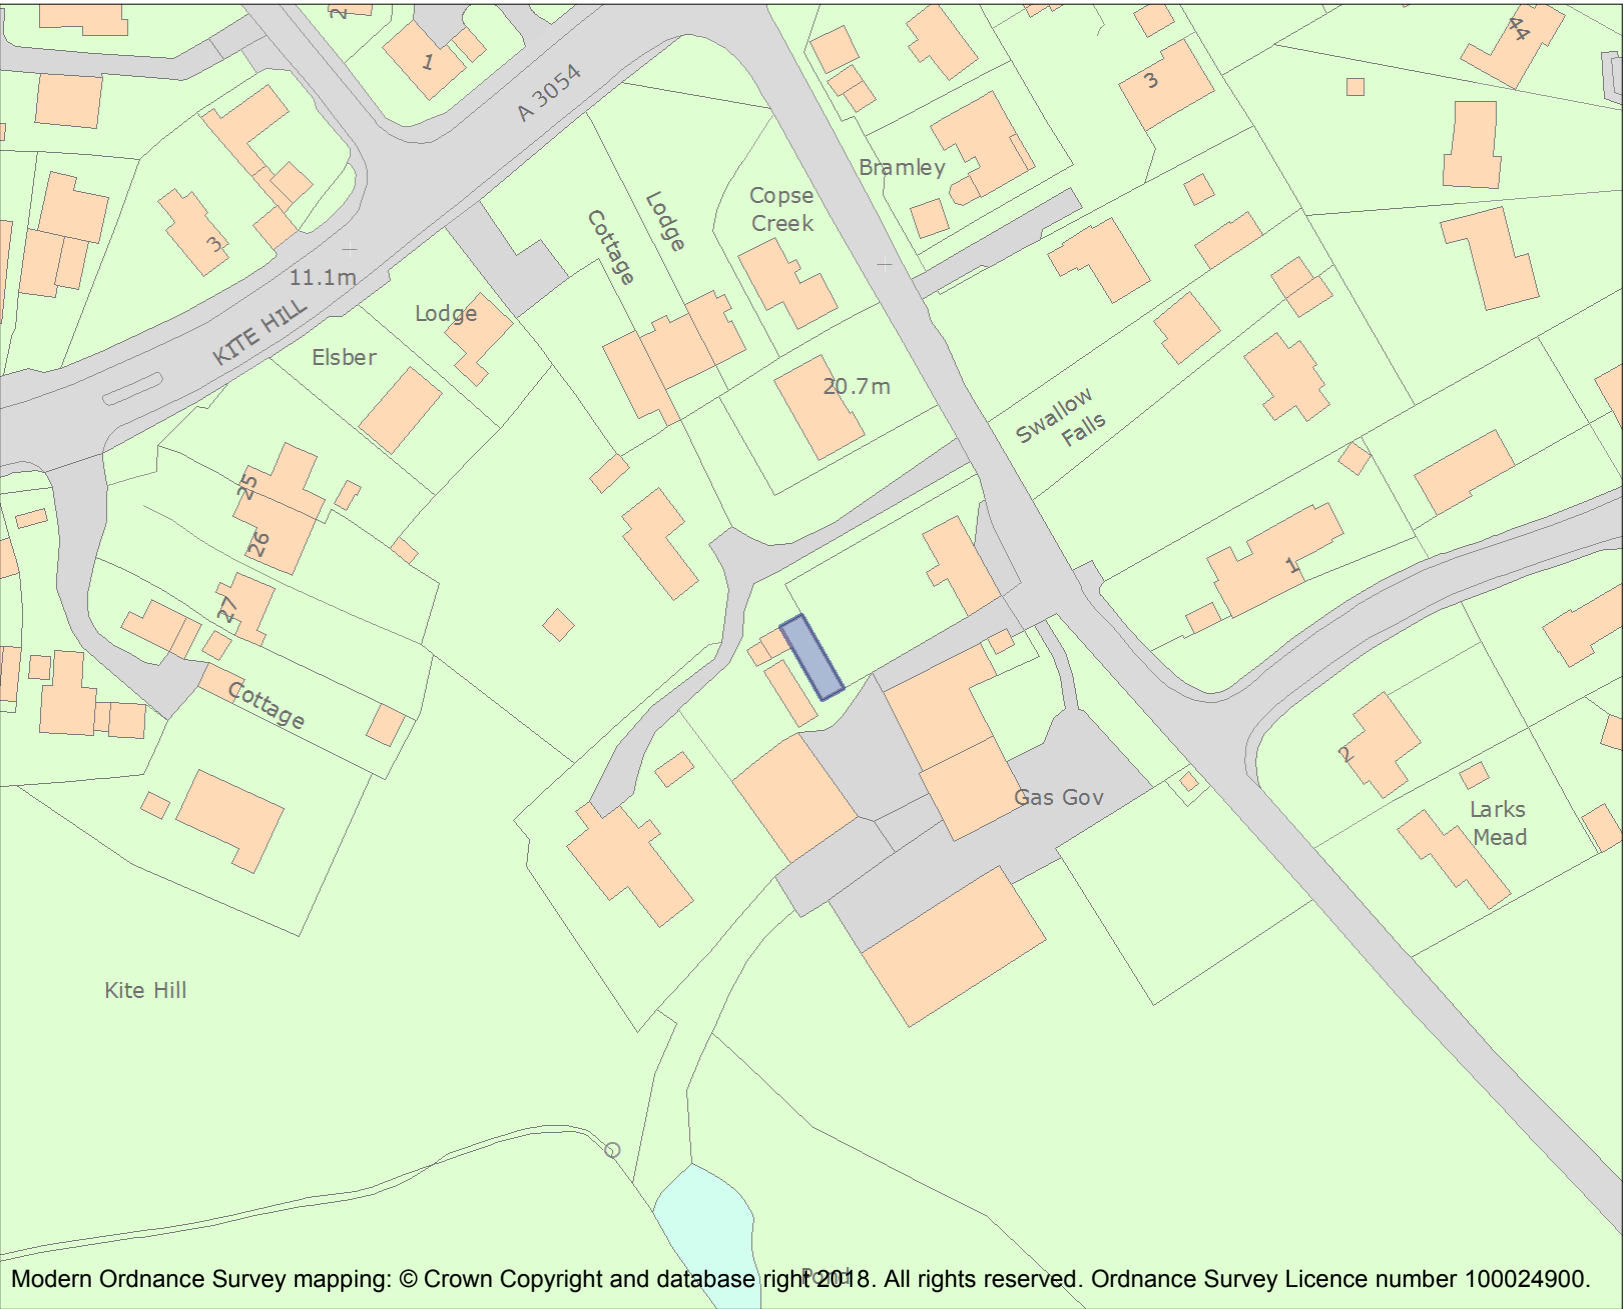 2
1
A 3054
44
3
Bramley
Copse
Creek
Lodge
Cottage
3
11.1m
KITE HILL
Lodge
Elsber
20.7m
Swallow
Falls
25
26
27
1
Cottage
2
Gas Gov
Larks
Mead
Kite Hill
Pond
Modern Ordnance Survey mapping: © Crown Copyright and database right 2018. All rights reserved. Ordnance Survey Licence number 100024900.